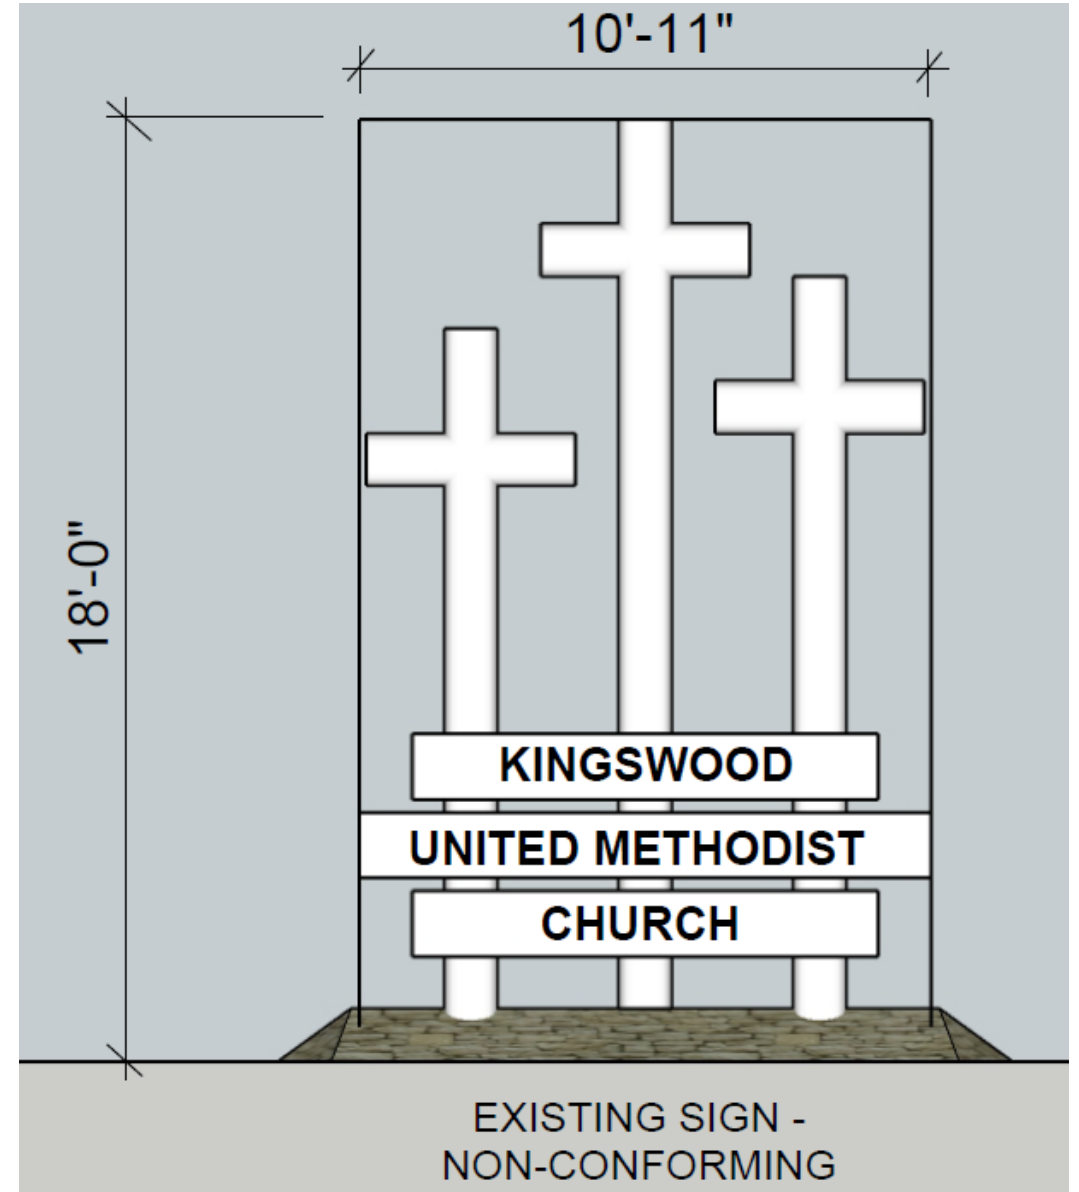 10'-11"
18'-0"
KINGSWOOD
UNITED METHODIST
CHURCH
EXISTING SIGN -
NON-CONFORMING